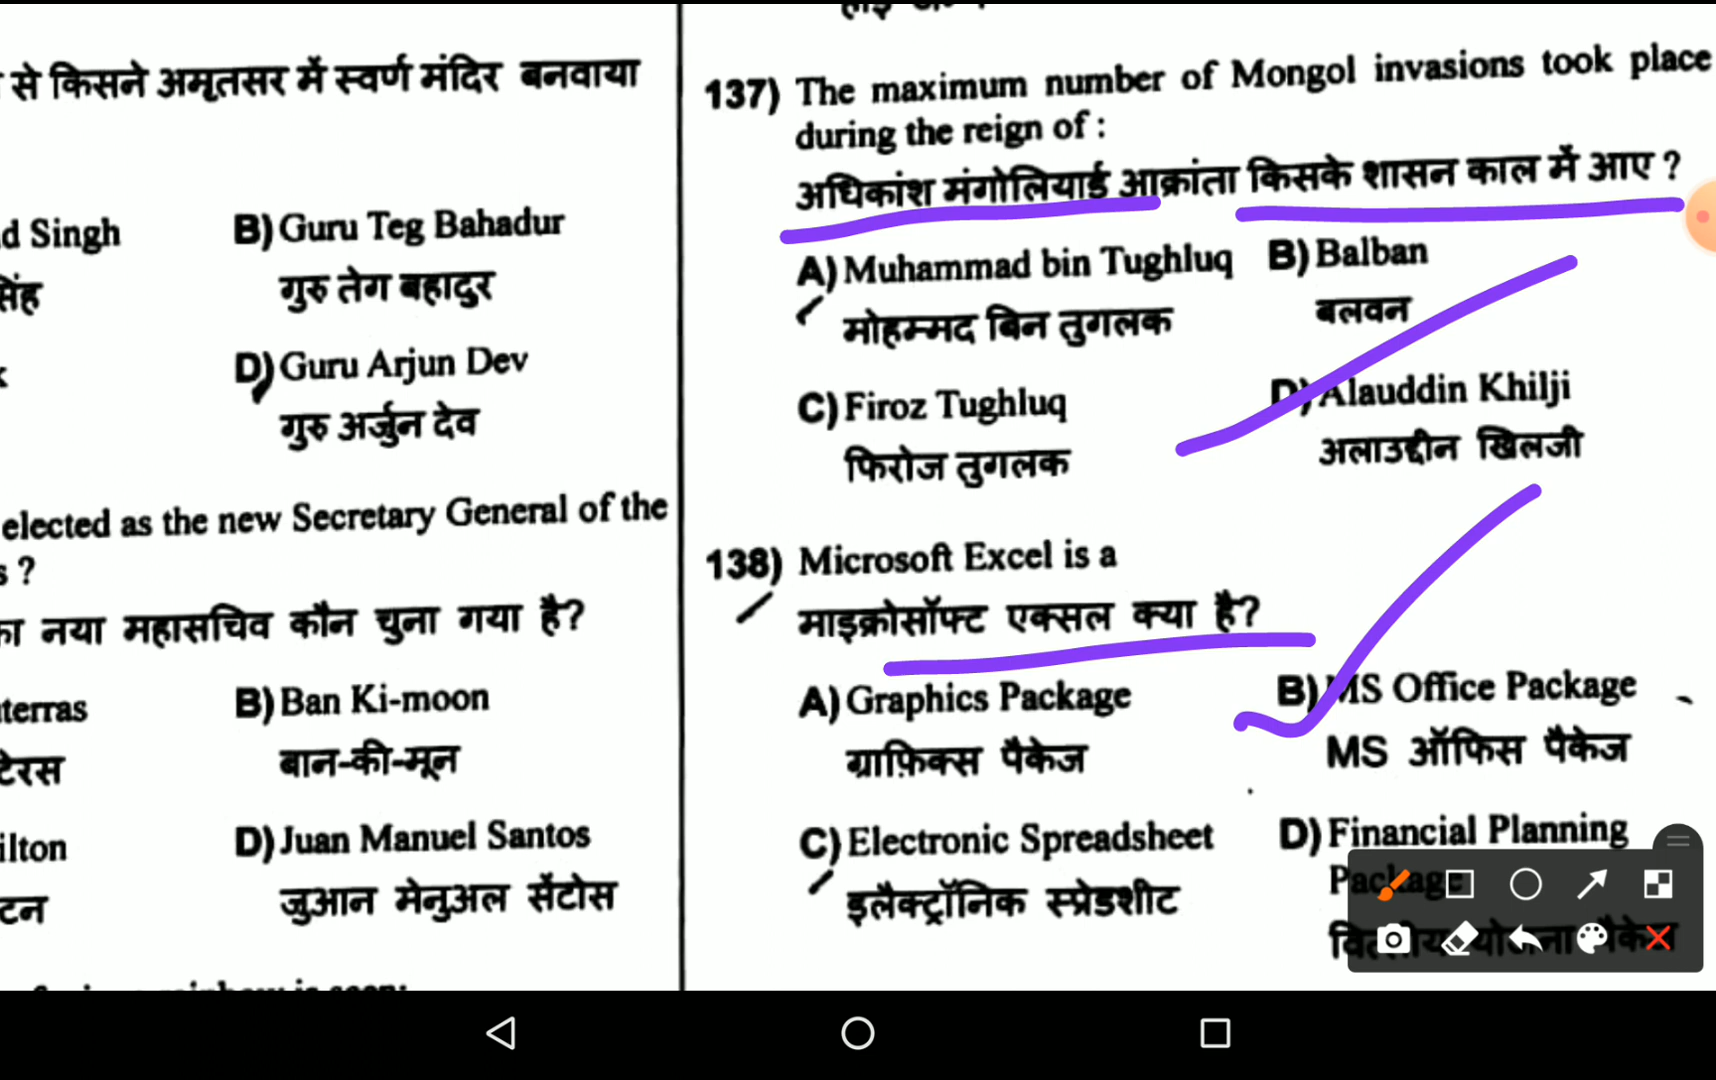 से किसने अमृतसर में स्वर्ण मंदिर बनवाया
d Singh B) Guru Teg Bahadur
सिंह गुरु तेग बहादुर
D) Guru Arjun Dev
गुरु अर्जुन देव
elected as the new Secretary General of the
s ?
का नया महासचिव कौन चुना गया है?
uterras B) Ban Ki-moon
टेरस बान-की-मून
ilton D) Juan Manuel Santos
टन जुआन मेनुअल सेंटोस
137) The maximum number of Mongol invasions took place
during the reign of :
अधिकांश मंगोलियाई आक्रांता किसके शासन काल में आए ?
A) Muhammad bin Tughluq B) Balban
मोहम्मद बिन तुगलक बलवन
C) Firoz Tughluq D) Alauddin Khilji
फिरोज तुगलक अलाउद्दीन खिलजी
138) Microsoft Excel is a
माइक्रोसॉफ्ट एक्सल क्या है?
A) Graphics Package B) MS Office Package
ग्राफ़िक्स पैकेज MS ऑफिस पैकेज
C) Electronic Spreadsheet D) Financial Planning
Package
इलैक्ट्रॉनिक स्प्रेडशीट वित्तीय योजना पैकेज